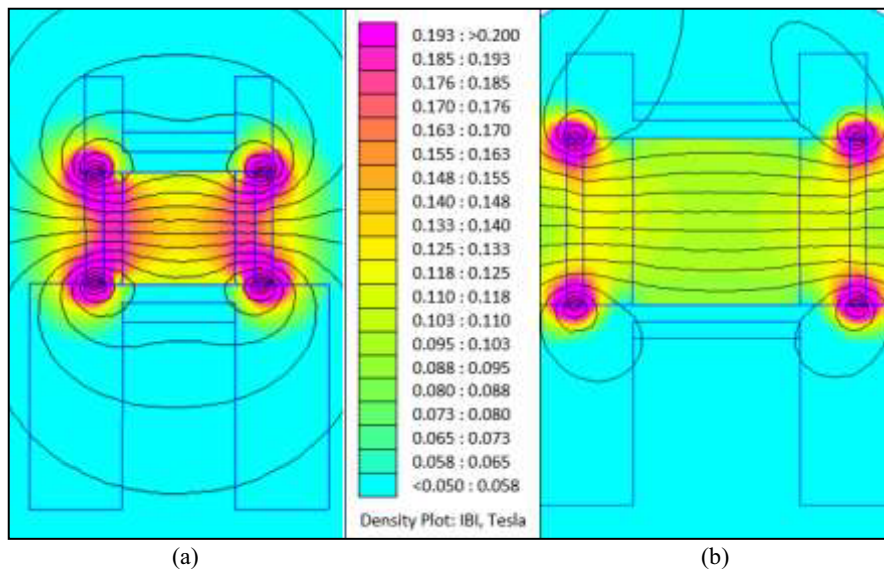 0.193 : >0.200
0.185 : 0.193
0.176 : 0.185
0.170 : 0.176
0.163 : 0.170
0.155 : 0.163
0.148 : 0.155
0.140 : 0.148
0.133 : 0.140
0.125 : 0.133
0.118 : 0.125
0.110 : 0.118
0.103 : 0.110
0.095 : 0.103
0.088 : 0.095
0.080 : 0.088
0.073 : 0.080
0.065 : 0.073
0.058 : 0.065
<0.050 : 0.058
Density Plot: IBI, Tesla
(a)
(b)